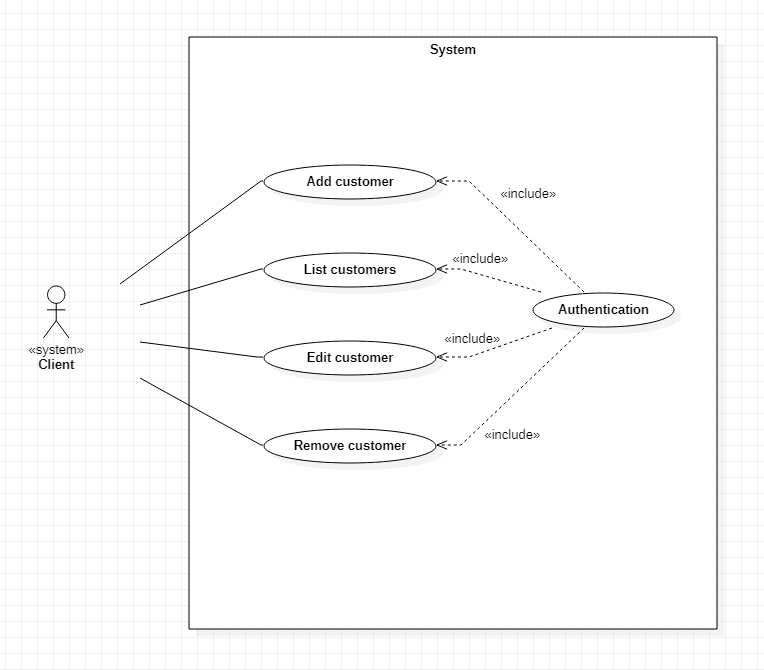 System
Add customer
«include»
List customers
«include»
Authentication
«system»
Client
Edit customer
«include»
Remove customer
«include»